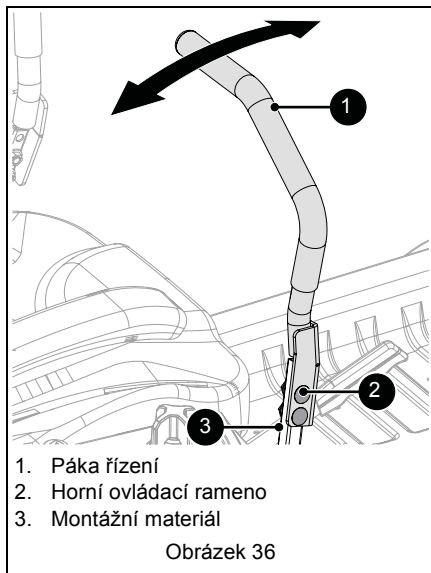 1
2
3
1. Páka řízení
2. Horní ovládací rameno
3. Montážní materiál
Obrázek 36